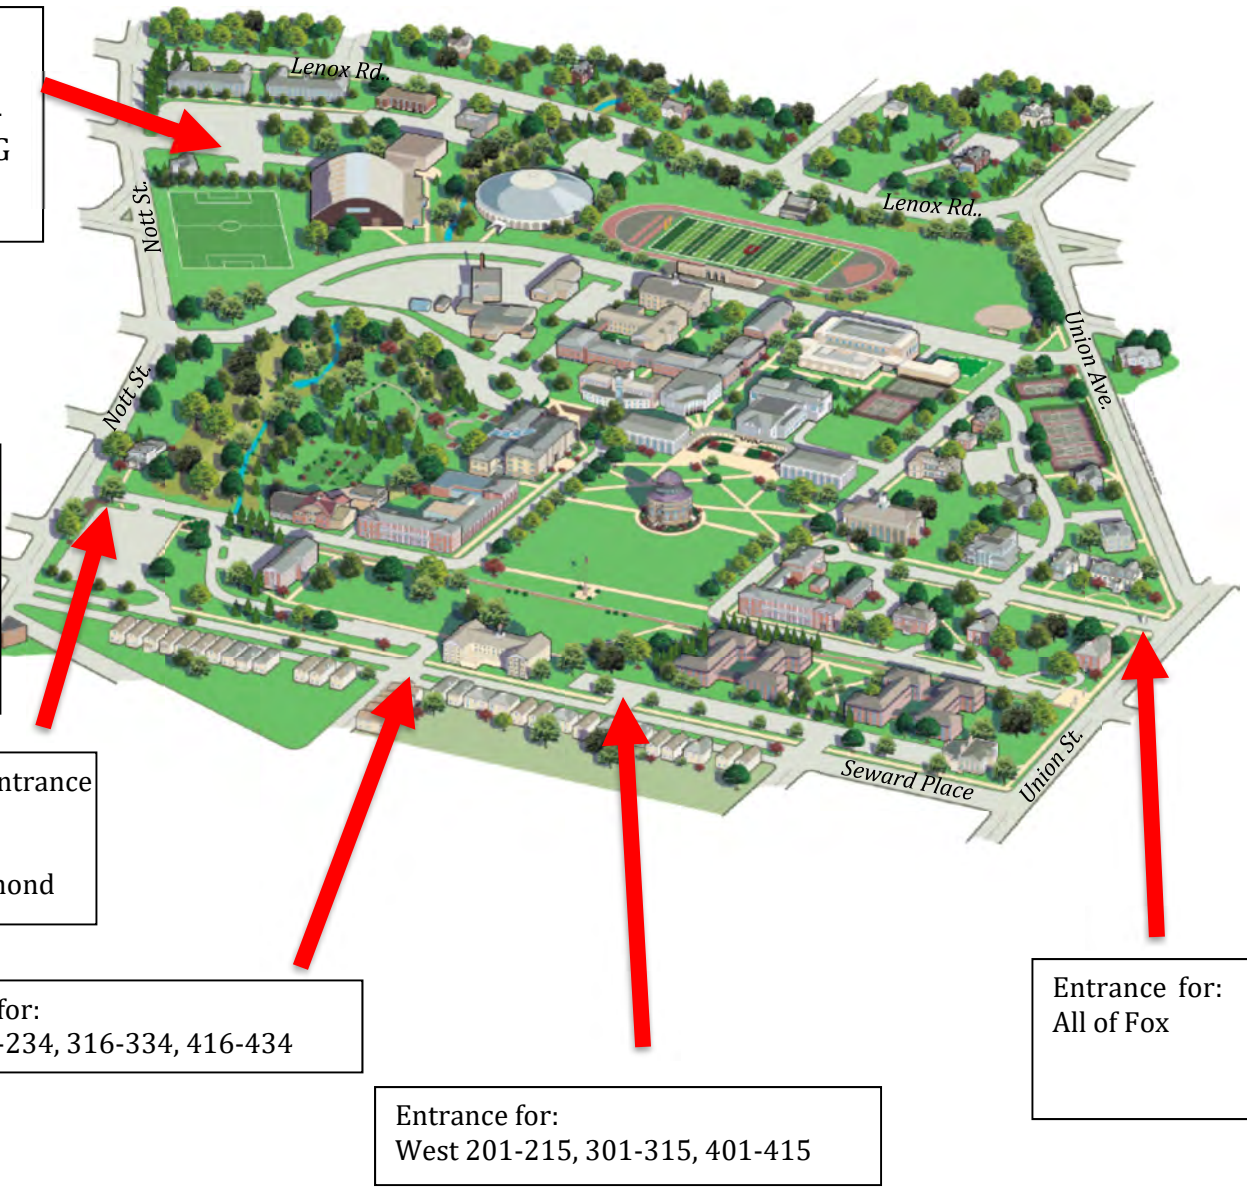 Lenox Rd..
G
Nott St.
Lenox Rd..
Union Ave.
Nott St.
Seward Place
Union St.
ntrance
mond
for:
-234, 316-334, 416-434
Entrance for:
West 201-215, 301-315, 401-415
Entrance for:
All of Fox